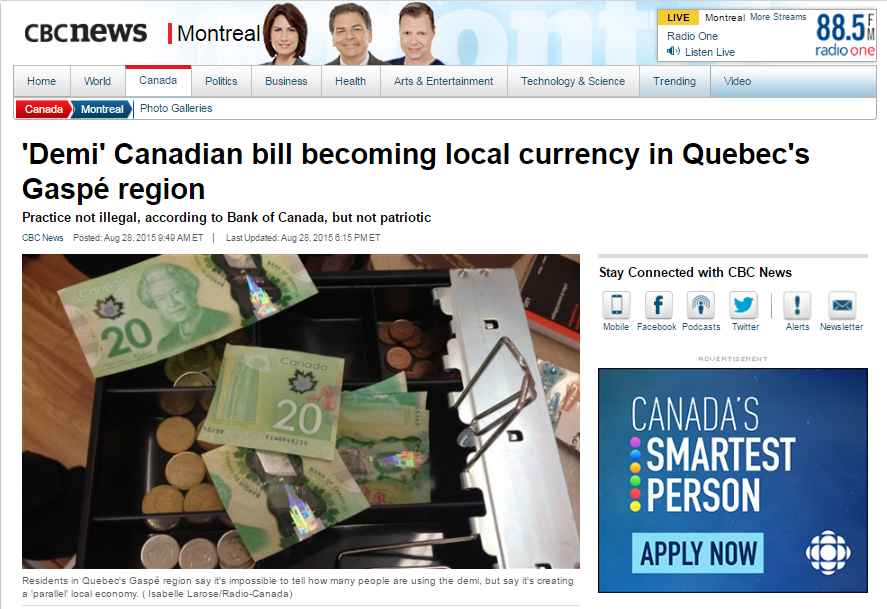 CBCnews
Montreal
LIVE Montreal More Streams
Radio One
Listen Live
88.5 FM
radio one
Home World Canada Politics Business Health Arts & Entertainment Technology & Science Trending Video
Canada Montreal Photo Galleries
'Demi' Canadian bill becoming local currency in Quebec's
Gaspé region
Practice not illegal, according to Bank of Canada, but not patriotic
CBC News Posted: Aug 28, 2015 9:49 AM ET | Last Updated: Aug 28, 2015 6:15 PM ET
Canada
20
Canada
20
BANK OF
Residents in Quebec's Gaspé region say it's impossible to tell how many people are using the demi, but say it's creating
a 'parallel' local economy. ( Isabelle Larose/Radio-Canada)
Stay Connected with CBC News
Mobile Facebook Podcasts Twitter Alerts Newsletter
ADVERTISEMENT
CANADA'S
SMARTEST
PERSON
APPLY NOW